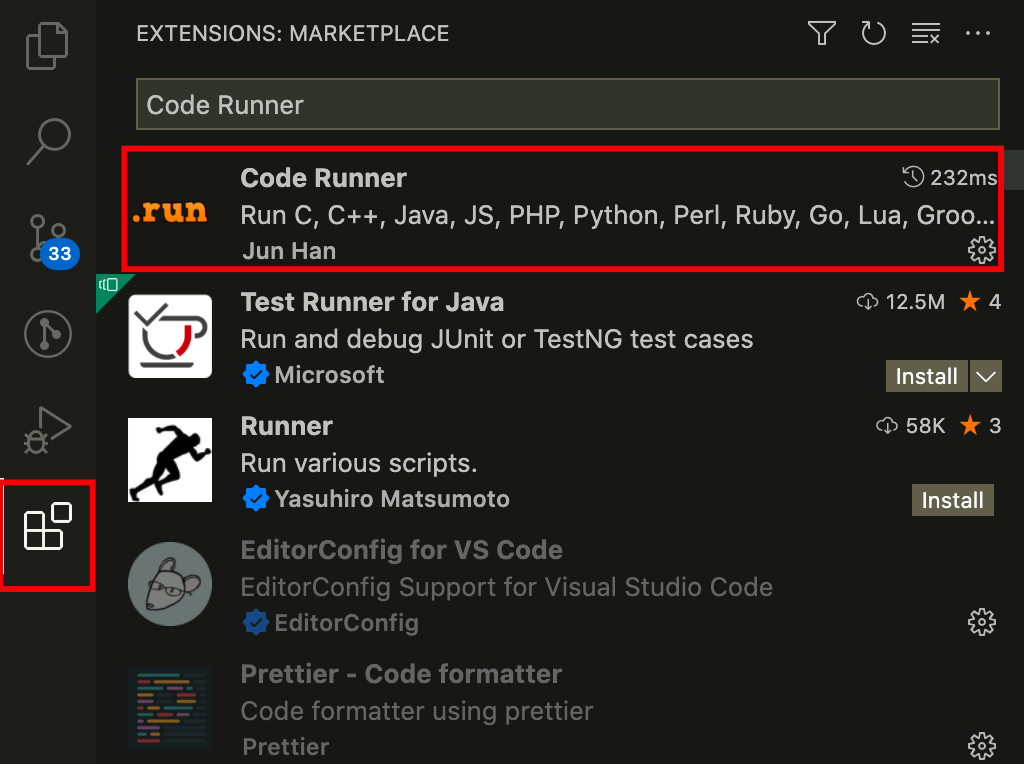 EXTENSIONS: MARKETPLACE
Code Runner
Code Runner 232ms
.run
Run C, C++, Java, JS, PHP, Python, Perl, Ruby, Go, Lua, Groo...
Jun Han
33
Test Runner for Java 12.5M 4
Run and debug JUnit or TestNG test cases
Microsoft Install
Runner 58K 3
Run various scripts.
Yasuhiro Matsumoto Install
EditorConfig for VS Code
EditorConfig Support for Visual Studio Code
EditorConfig
Prettier - Code formatter
Code formatter using prettier
Prettier